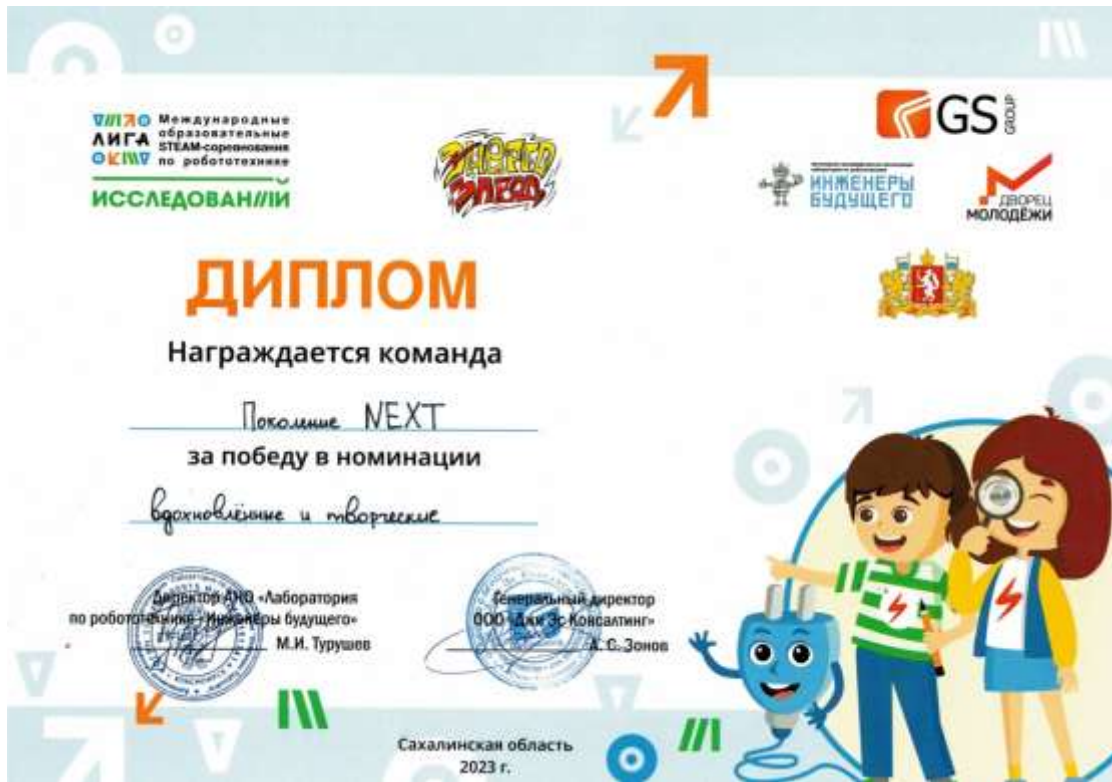 Международные
образовательные
STEAM-соревнования
по робототехнике
ЛИГА
ИССЛЕДОВАНИЙ
ЭНЕРГО
ЗАЕЗД
GS GROUP
ИНЖЕНЕРЫ
БУДУЩЕГО
ДВОРЕЦ
МОЛОДЁЖИ
ДИПЛОМ
Награждается команда
Поколение NEXT
за победу в номинации
вдохновлённые и творческие
Директор АНО «Лаборатория
по робототехнике «Инженеры будущего»
М.И. Турушев
Генеральный директор
ООО «Джи Эс Консалтинг»
А. С. Зонов
Сахалинская область
2023 г.